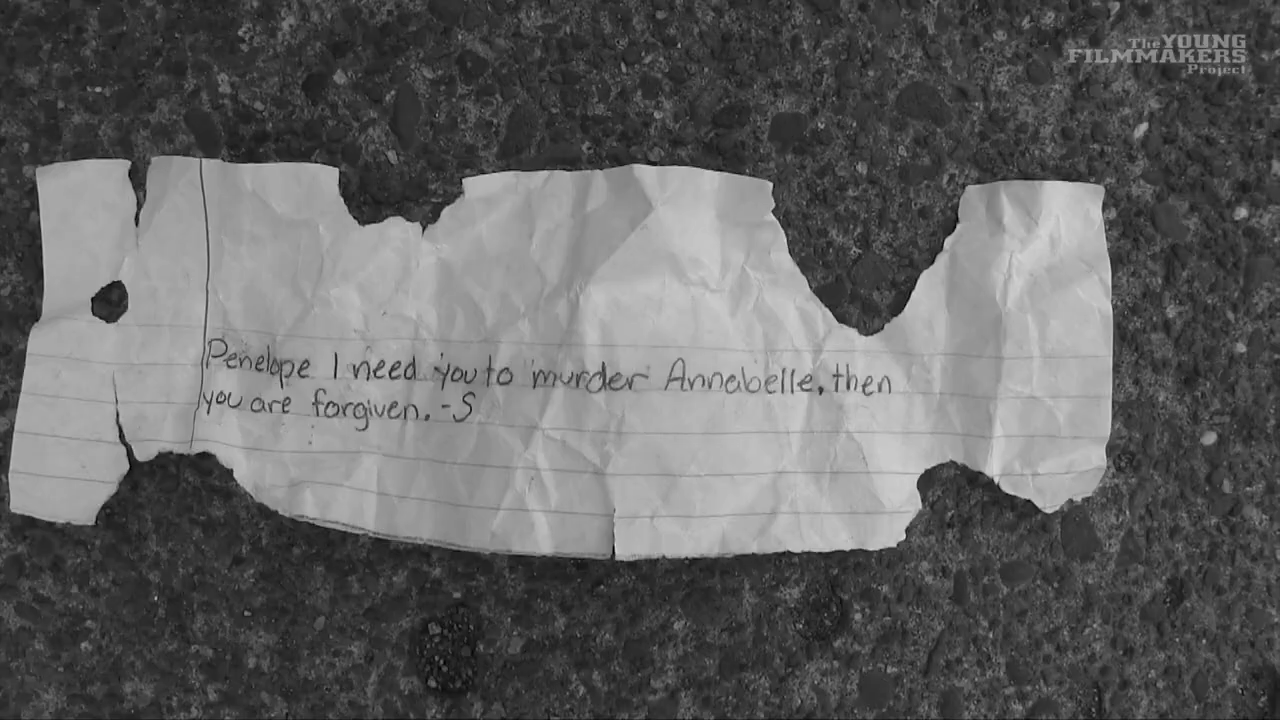 The YOUNG
FILMMAKERS
Project
Penelope I need you to murder Annabelle, then
you are forgiven. -S